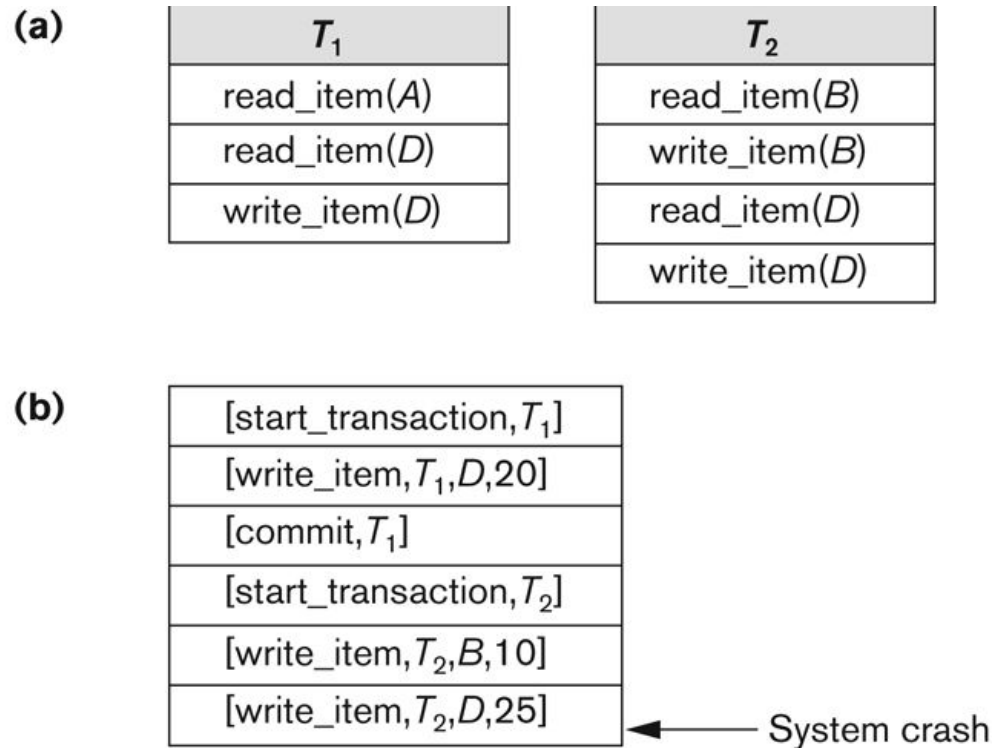 (a)
T₁
read_item(A)
read_item(D)
write_item(D)
T₂
read_item(B)
write_item(B)
read_item(D)
write_item(D)
(b)
[start_transaction,T₁]
[write_item,T₁,D,20]
[commit,T₁]
[start_transaction,T₂]
[write_item,T₂,B,10]
[write_item,T₂,D,25]
System crash